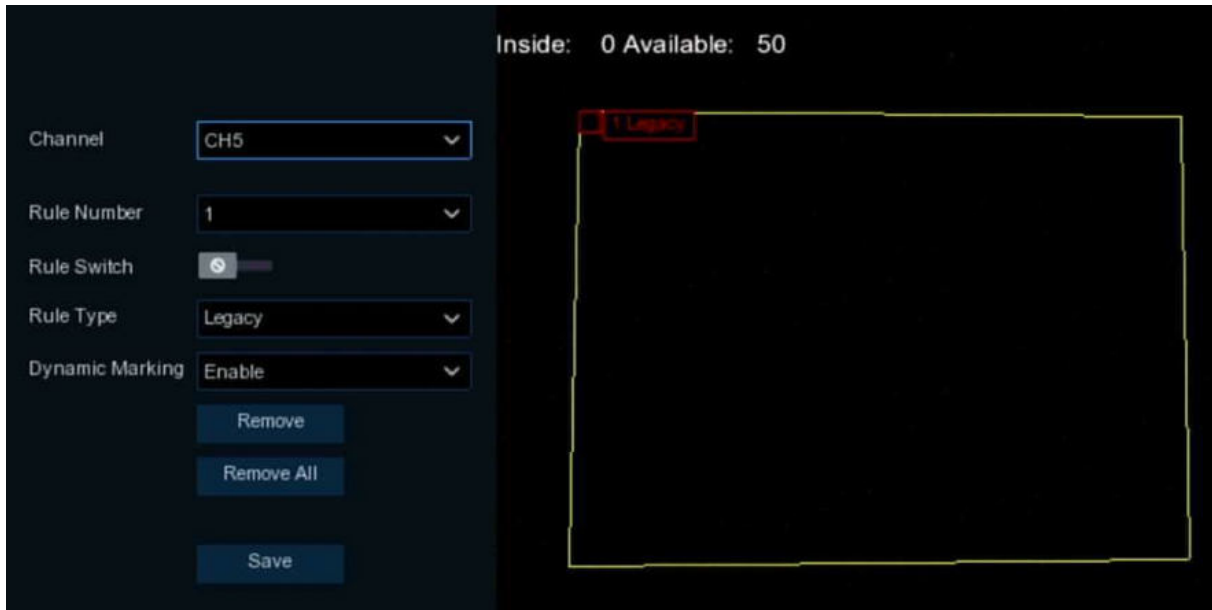 Inside: 0 Available: 50
1 Legacy
Channel CH5
Rule Number 1
Rule Switch
Rule Type Legacy
Dynamic Marking Enable
Remove
Remove All
Save